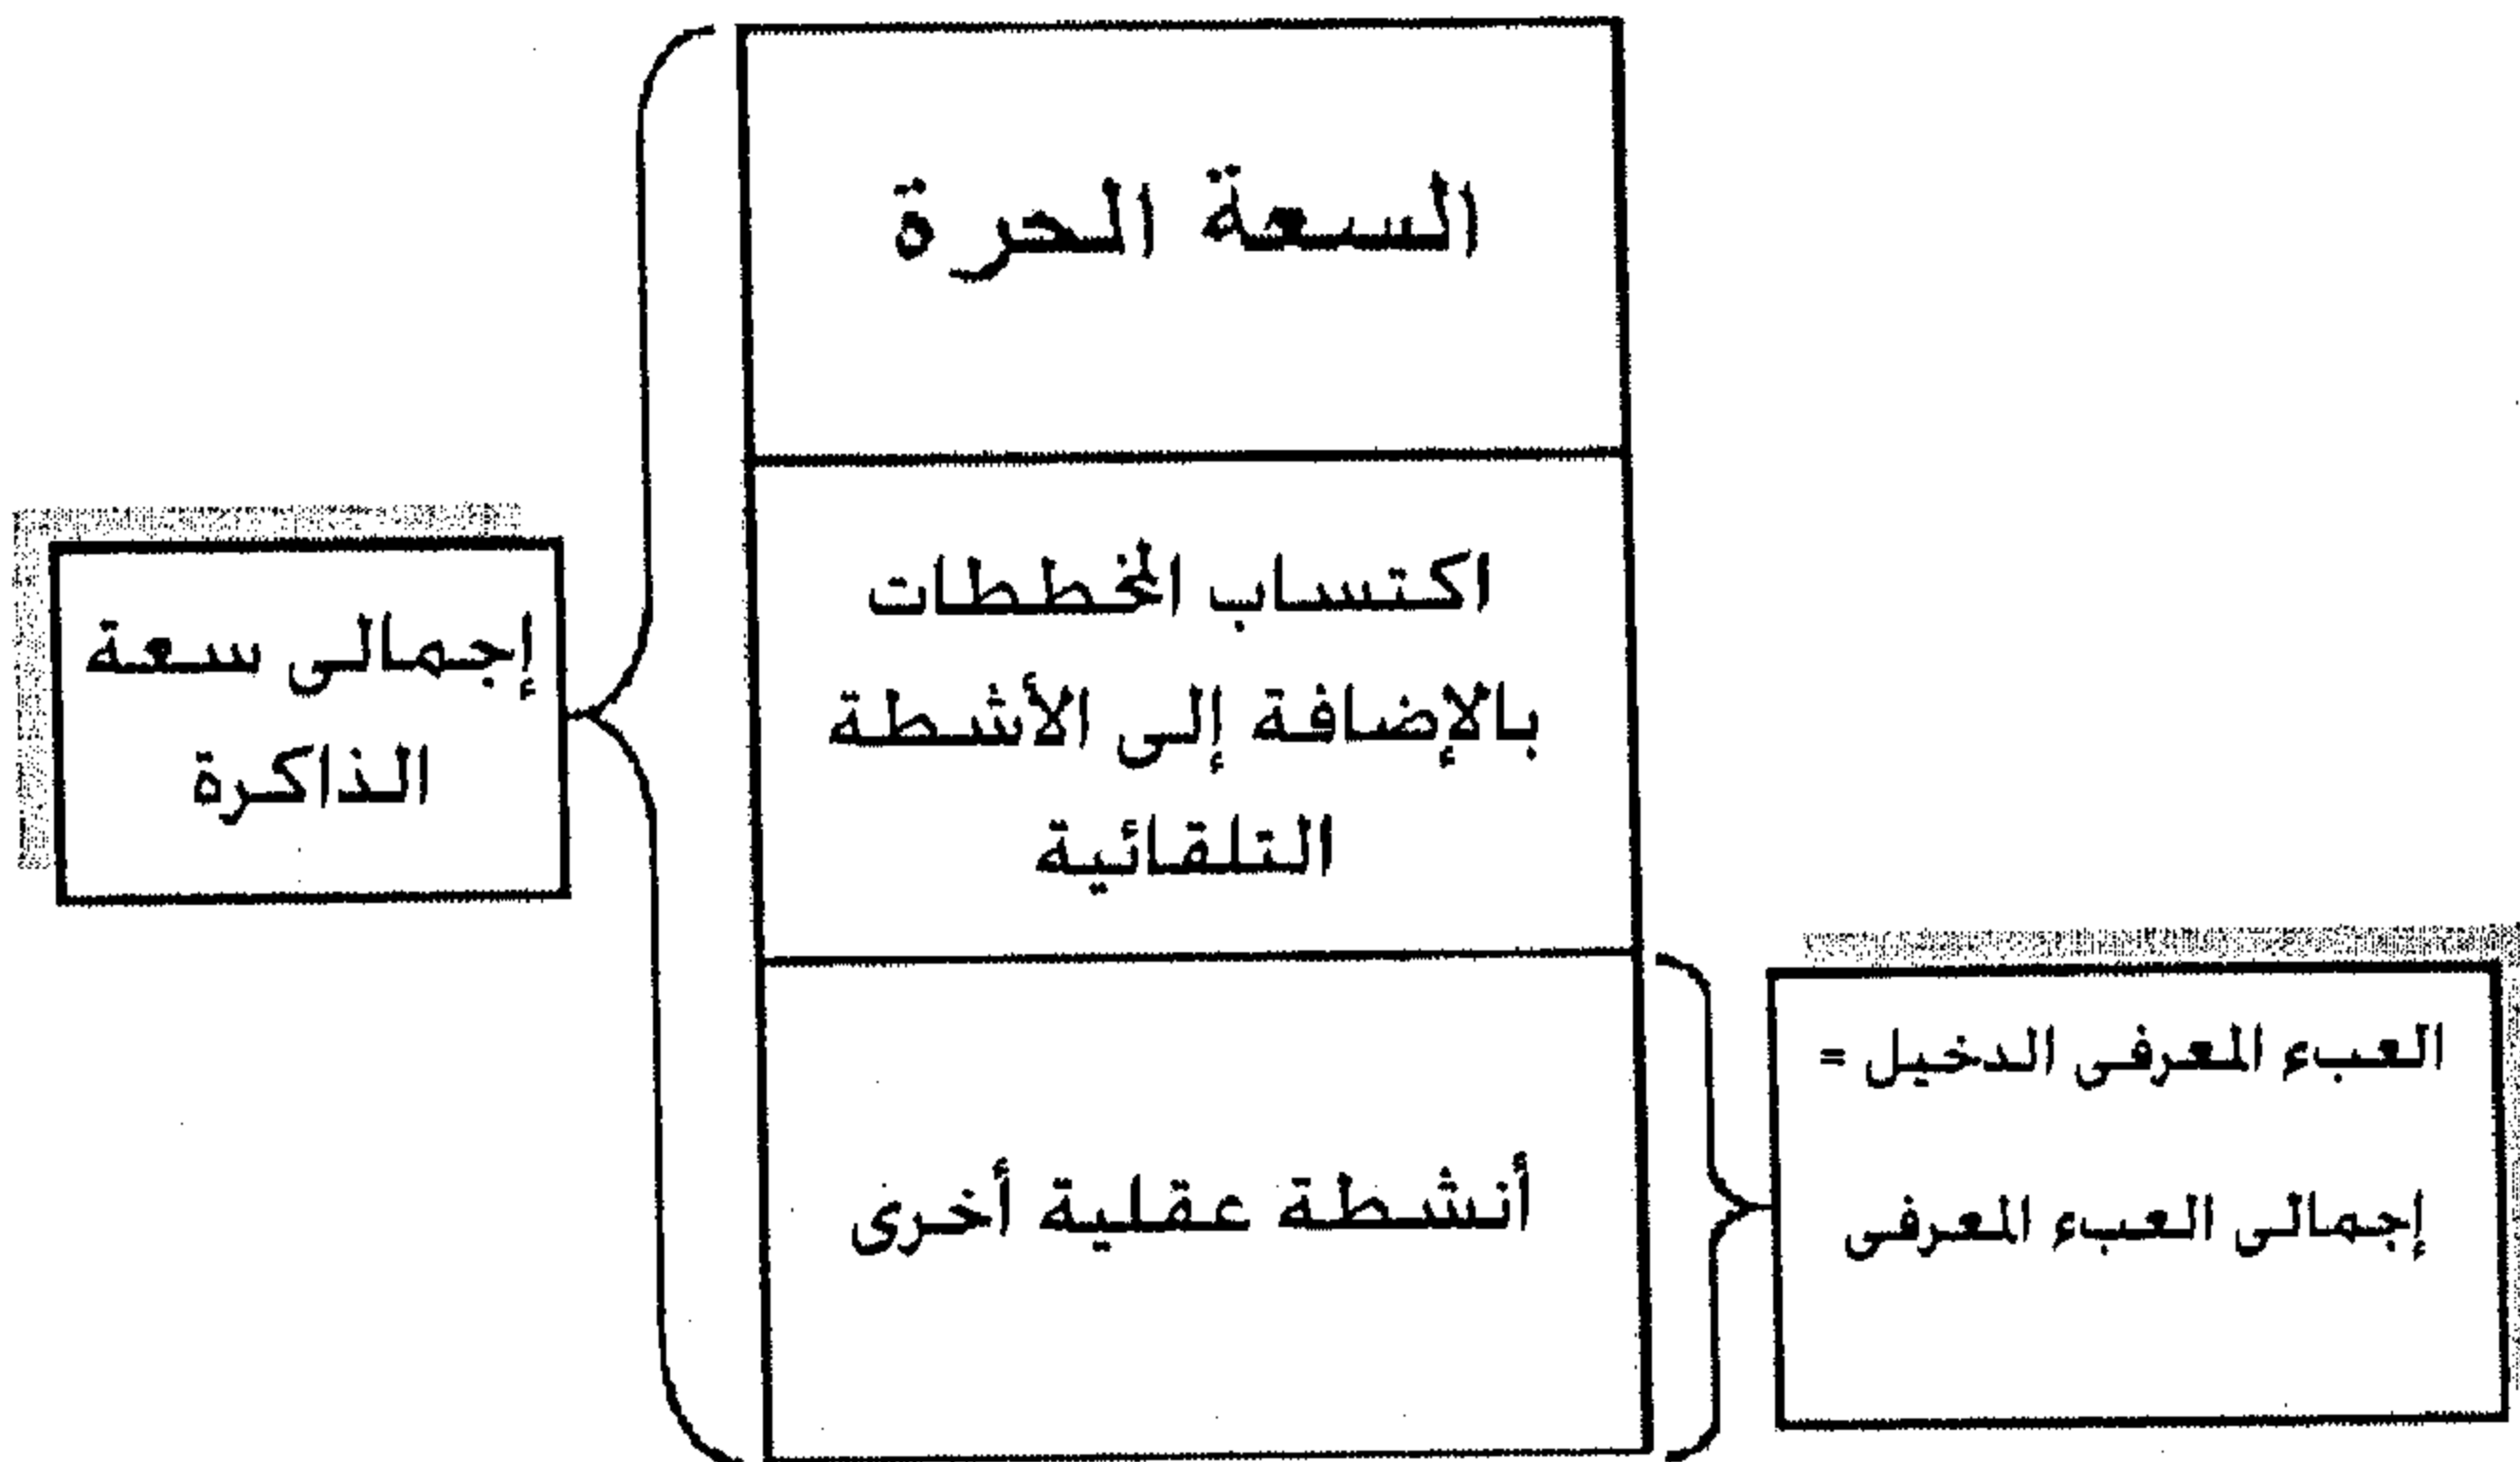 السعة الحرة
اكتساب المخططات
بالإضافة إلى الأشطة
التلقائية
أنشطة عقلية أخرى
إجمالى سعة
الذاكرة
العبء المعرفى الدخيل =
إجمالى العبء المعرفى